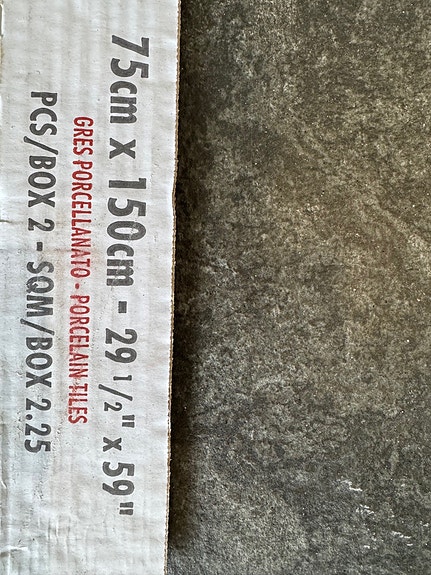 75cm x 150cm - 29 1/2" x 59"
GRES PORCELLANATO - PORCELAIN TILES
PCS/BOX 2 - SQM/BOX 2.25